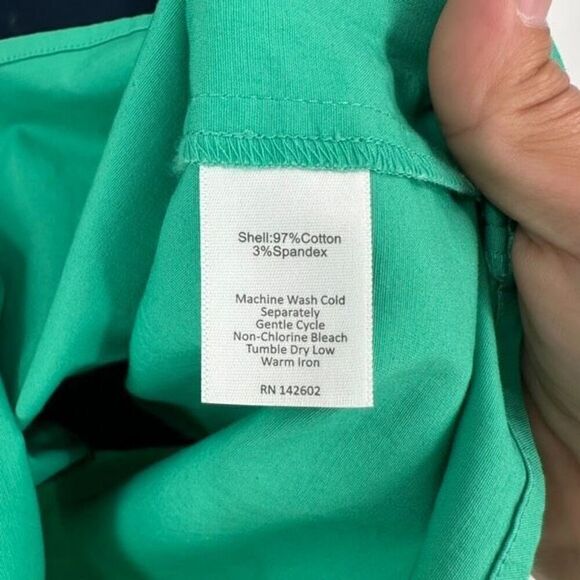 Shell:97%Cotton
3%Spandex
Machine Wash Cold
Separately
Gentle Cycle
Non-Chlorine Bleach
Tumble Dry Low
Warm Iron
RN 142602